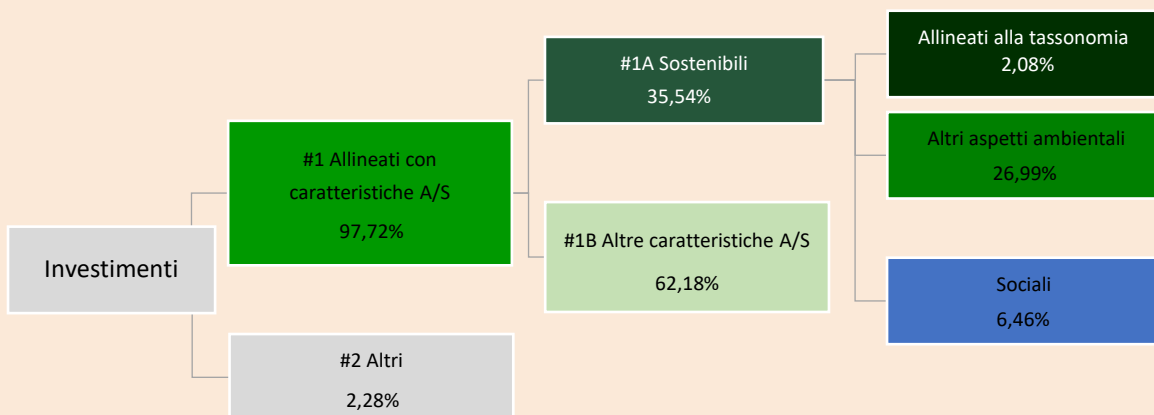 Investimenti
#1 Allineati con
caratteristiche A/S
97,72%
#2 Altri
2,28%
#1A Sostenibili
35,54%
#1B Altre caratteristiche A/S
62,18%
Allineati alla tassonomia
2,08%
Altri aspetti ambientali
26,99%
Sociali
6,46%